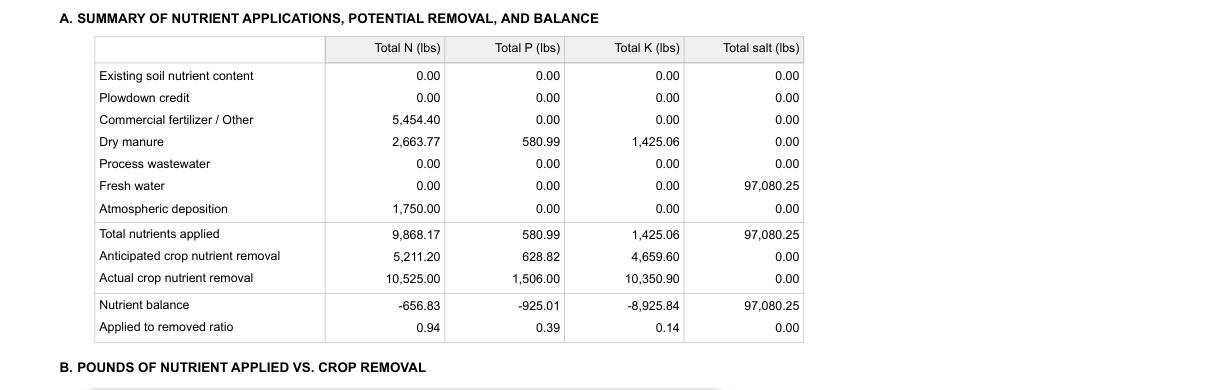 A. SUMMARY OF NUTRIENT APPLICATIONS, POTENTIAL REMOVAL, AND BALANCE
Total N (lbs) Total P (lbs) Total K (lbs) Total salt (lbs)
Existing soil nutrient content 0.00 0.00 0.00 0.00
Plowdown credit 0.00 0.00 0.00 0.00
Commercial fertilizer / Other 5,454.40 0.00 0.00 0.00
Dry manure 2,663.77 580.99 1,425.06 0.00
Process wastewater 0.00 0.00 0.00 0.00
Fresh water 0.00 0.00 0.00 97,080.25
Atmospheric deposition 1,750.00 0.00 0.00 0.00
Total nutrients applied 9,868.17 580.99 1,425.06 97,080.25
Anticipated crop nutrient removal 5,211.20 628.82 4,659.60 0.00
Actual crop nutrient removal 10,525.00 1,506.00 10,350.90 0.00
Nutrient balance -656.83 -925.01 -8,925.84 97,080.25
Applied to removed ratio 0.94 0.39 0.14 0.00
B. POUNDS OF NUTRIENT APPLIED VS. CROP REMOVAL